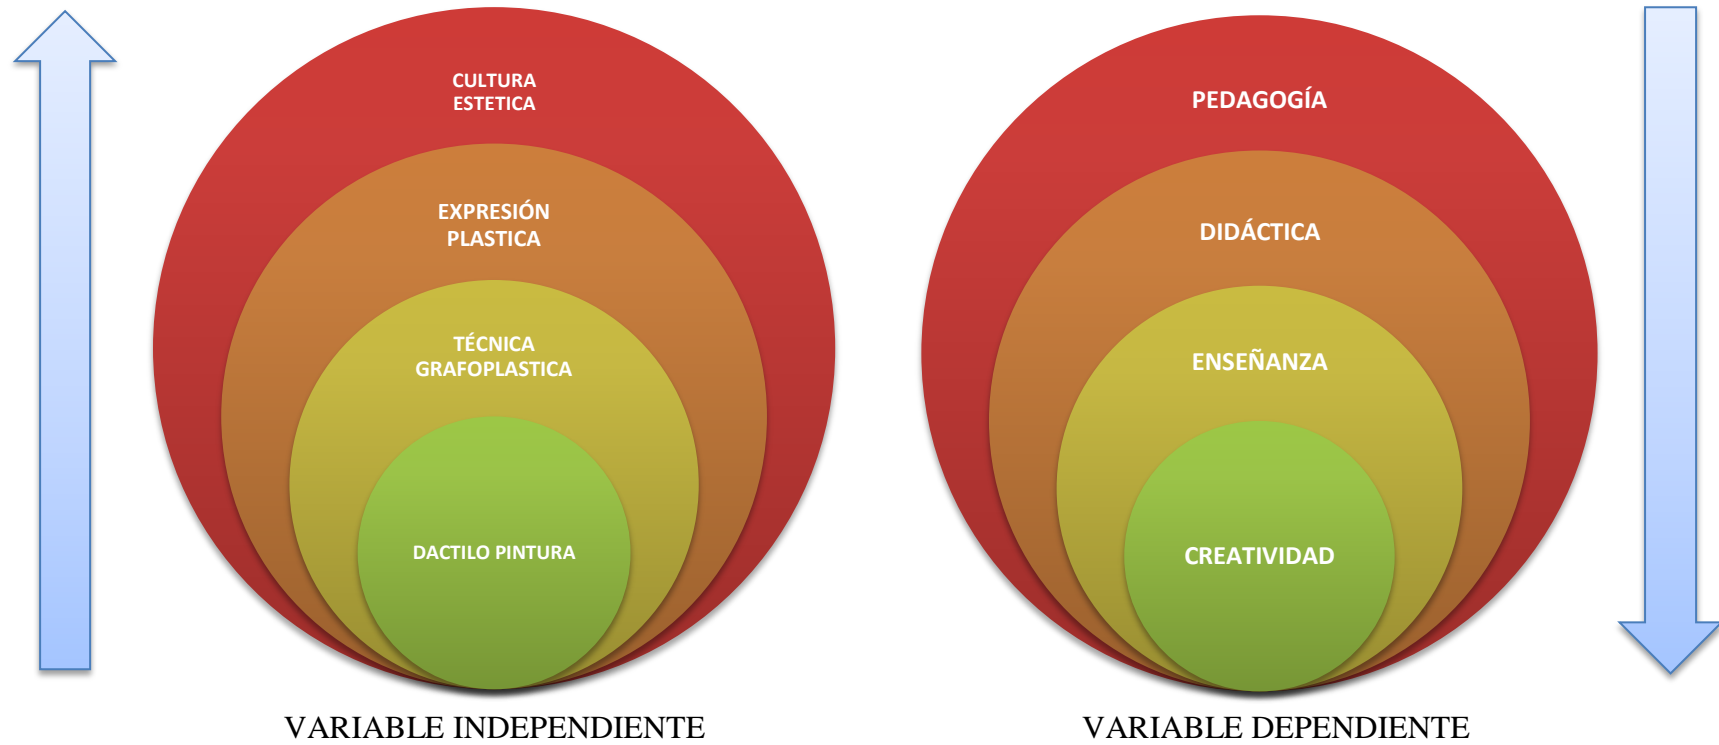 CULTURA
ESTETICA
EXPRESIÓN
PLASTICA
TÉCNICA
GRAFOPLASTICA
DACTILO PINTURA
VARIABLE INDEPENDIENTE
PEDAGOGÍA
DIDÁCTICA
ENSEÑANZA
CREATIVIDAD
VARIABLE DEPENDIENTE